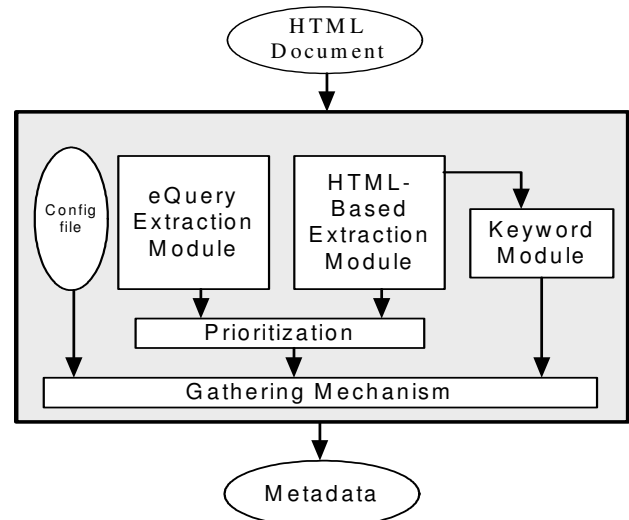 HTML
Document
Config
file
eQuery
Extraction
Module
HTML-
Based
Extraction
Module
Keyword
Module
Prioritization
Gathering Mechanism
Metadata